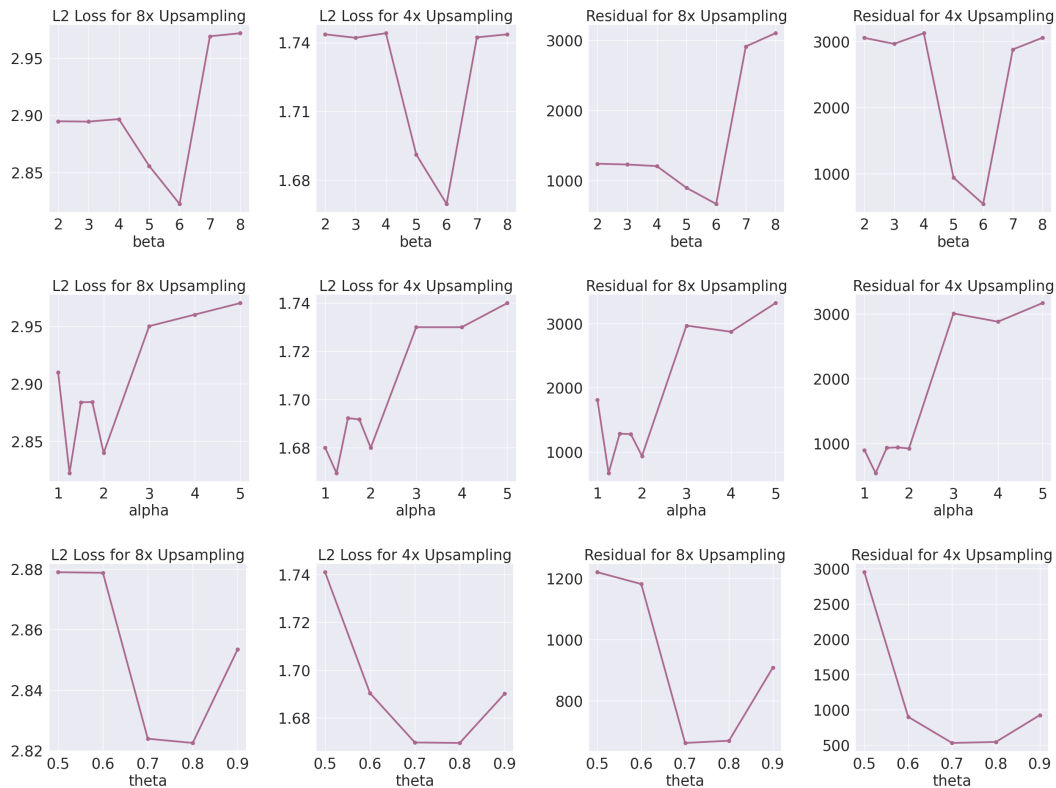 L2 Loss for 8x Upsampling
2.95
2.90
2.85
2 3 4 5 6 7 8
beta
L2 Loss for 4x Upsampling
1.74
1.71
1.68
2 3 4 5 6 7 8
beta
Residual for 8x Upsampling
3000
2000
1000
2 3 4 5 6 7 8
beta
Residual for 4x Upsampling
3000
2000
1000
2 3 4 5 6 7 8
beta
L2 Loss for 8x Upsampling
2.95
2.90
2.85
1 2 3 4 5
alpha
L2 Loss for 4x Upsampling
1.74
1.72
1.70
1.68
1 2 3 4 5
alpha
Residual for 8x Upsampling
3000
2000
1000
1 2 3 4 5
alpha
Residual for 4x Upsampling
3000
2000
1000
1 2 3 4 5
alpha
L2 Loss for 8x Upsampling
2.88
2.86
2.84
2.82
0.5 0.6 0.7 0.8 0.9
theta
L2 Loss for 4x Upsampling
1.74
1.72
1.70
1.68
0.5 0.6 0.7 0.8 0.9
theta
Residual for 8x Upsampling
1200
1000
800
0.5 0.6 0.7 0.8 0.9
theta
Residual for 4x Upsampling
3000
2500
2000
1500
1000
500
0.5 0.6 0.7 0.8 0.9
theta